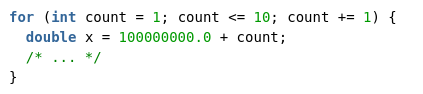 for (int count = 1; count <= 10; count += 1) {
  double x = 100000000.0 + count;
  /* ... */
}